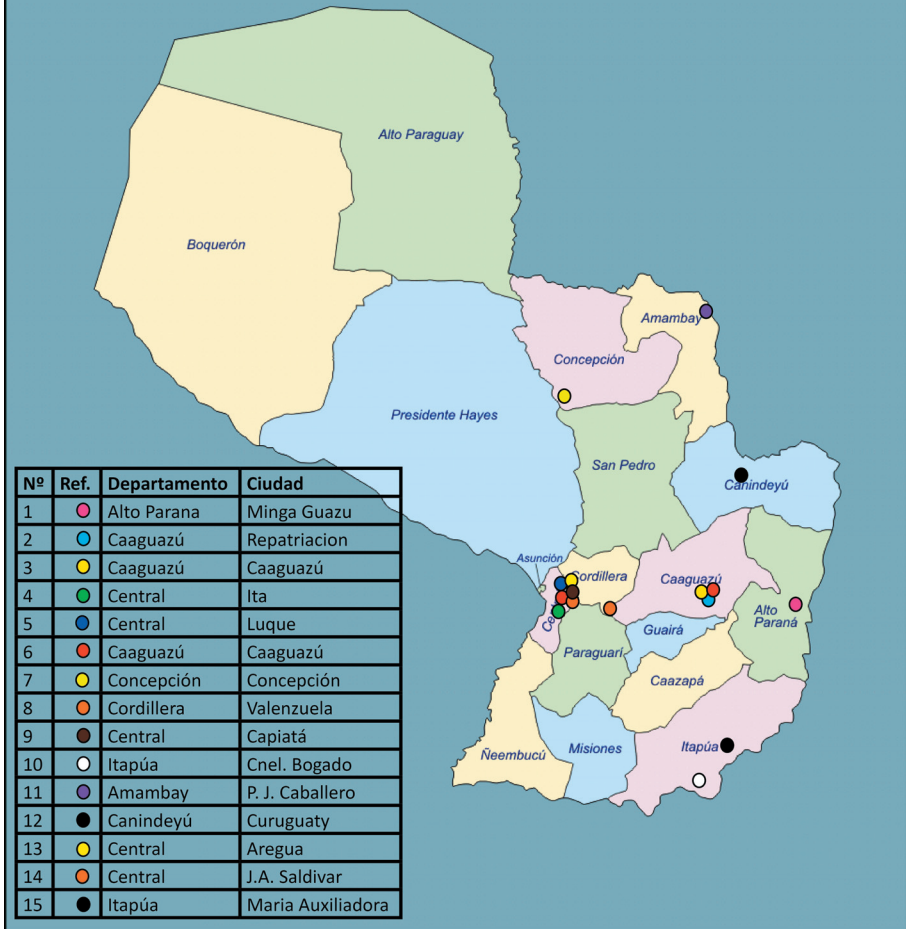 Alto Paraguay
Boquerón
Amambay
Concepción
Presidente Hayes
San Pedro
Canindeyú
Asunción
Cordillera
Caaguazú
Ce
Alto
Paraná
Guairá
Paraguarí
Caazapá
Itapúa
Misiones
Ñeembucú
Nº Ref. Departamento Ciudad
1 Alto Parana Minga Guazu
2 Caaguazú Repatriacion
3 Caaguazú Caaguazú
4 Central Ita
5 Central Luque
6 Caaguazú Caaguazú
7 Concepción Concepción
8 Cordillera Valenzuela
9 Central Capiatá
10 Itapúa Cnel. Bogado
11 Amambay P. J. Caballero
12 Canindeyú Curuguaty
13 Central Aregua
14 Central J.A. Saldivar
15 Itapúa Maria Auxiliadora